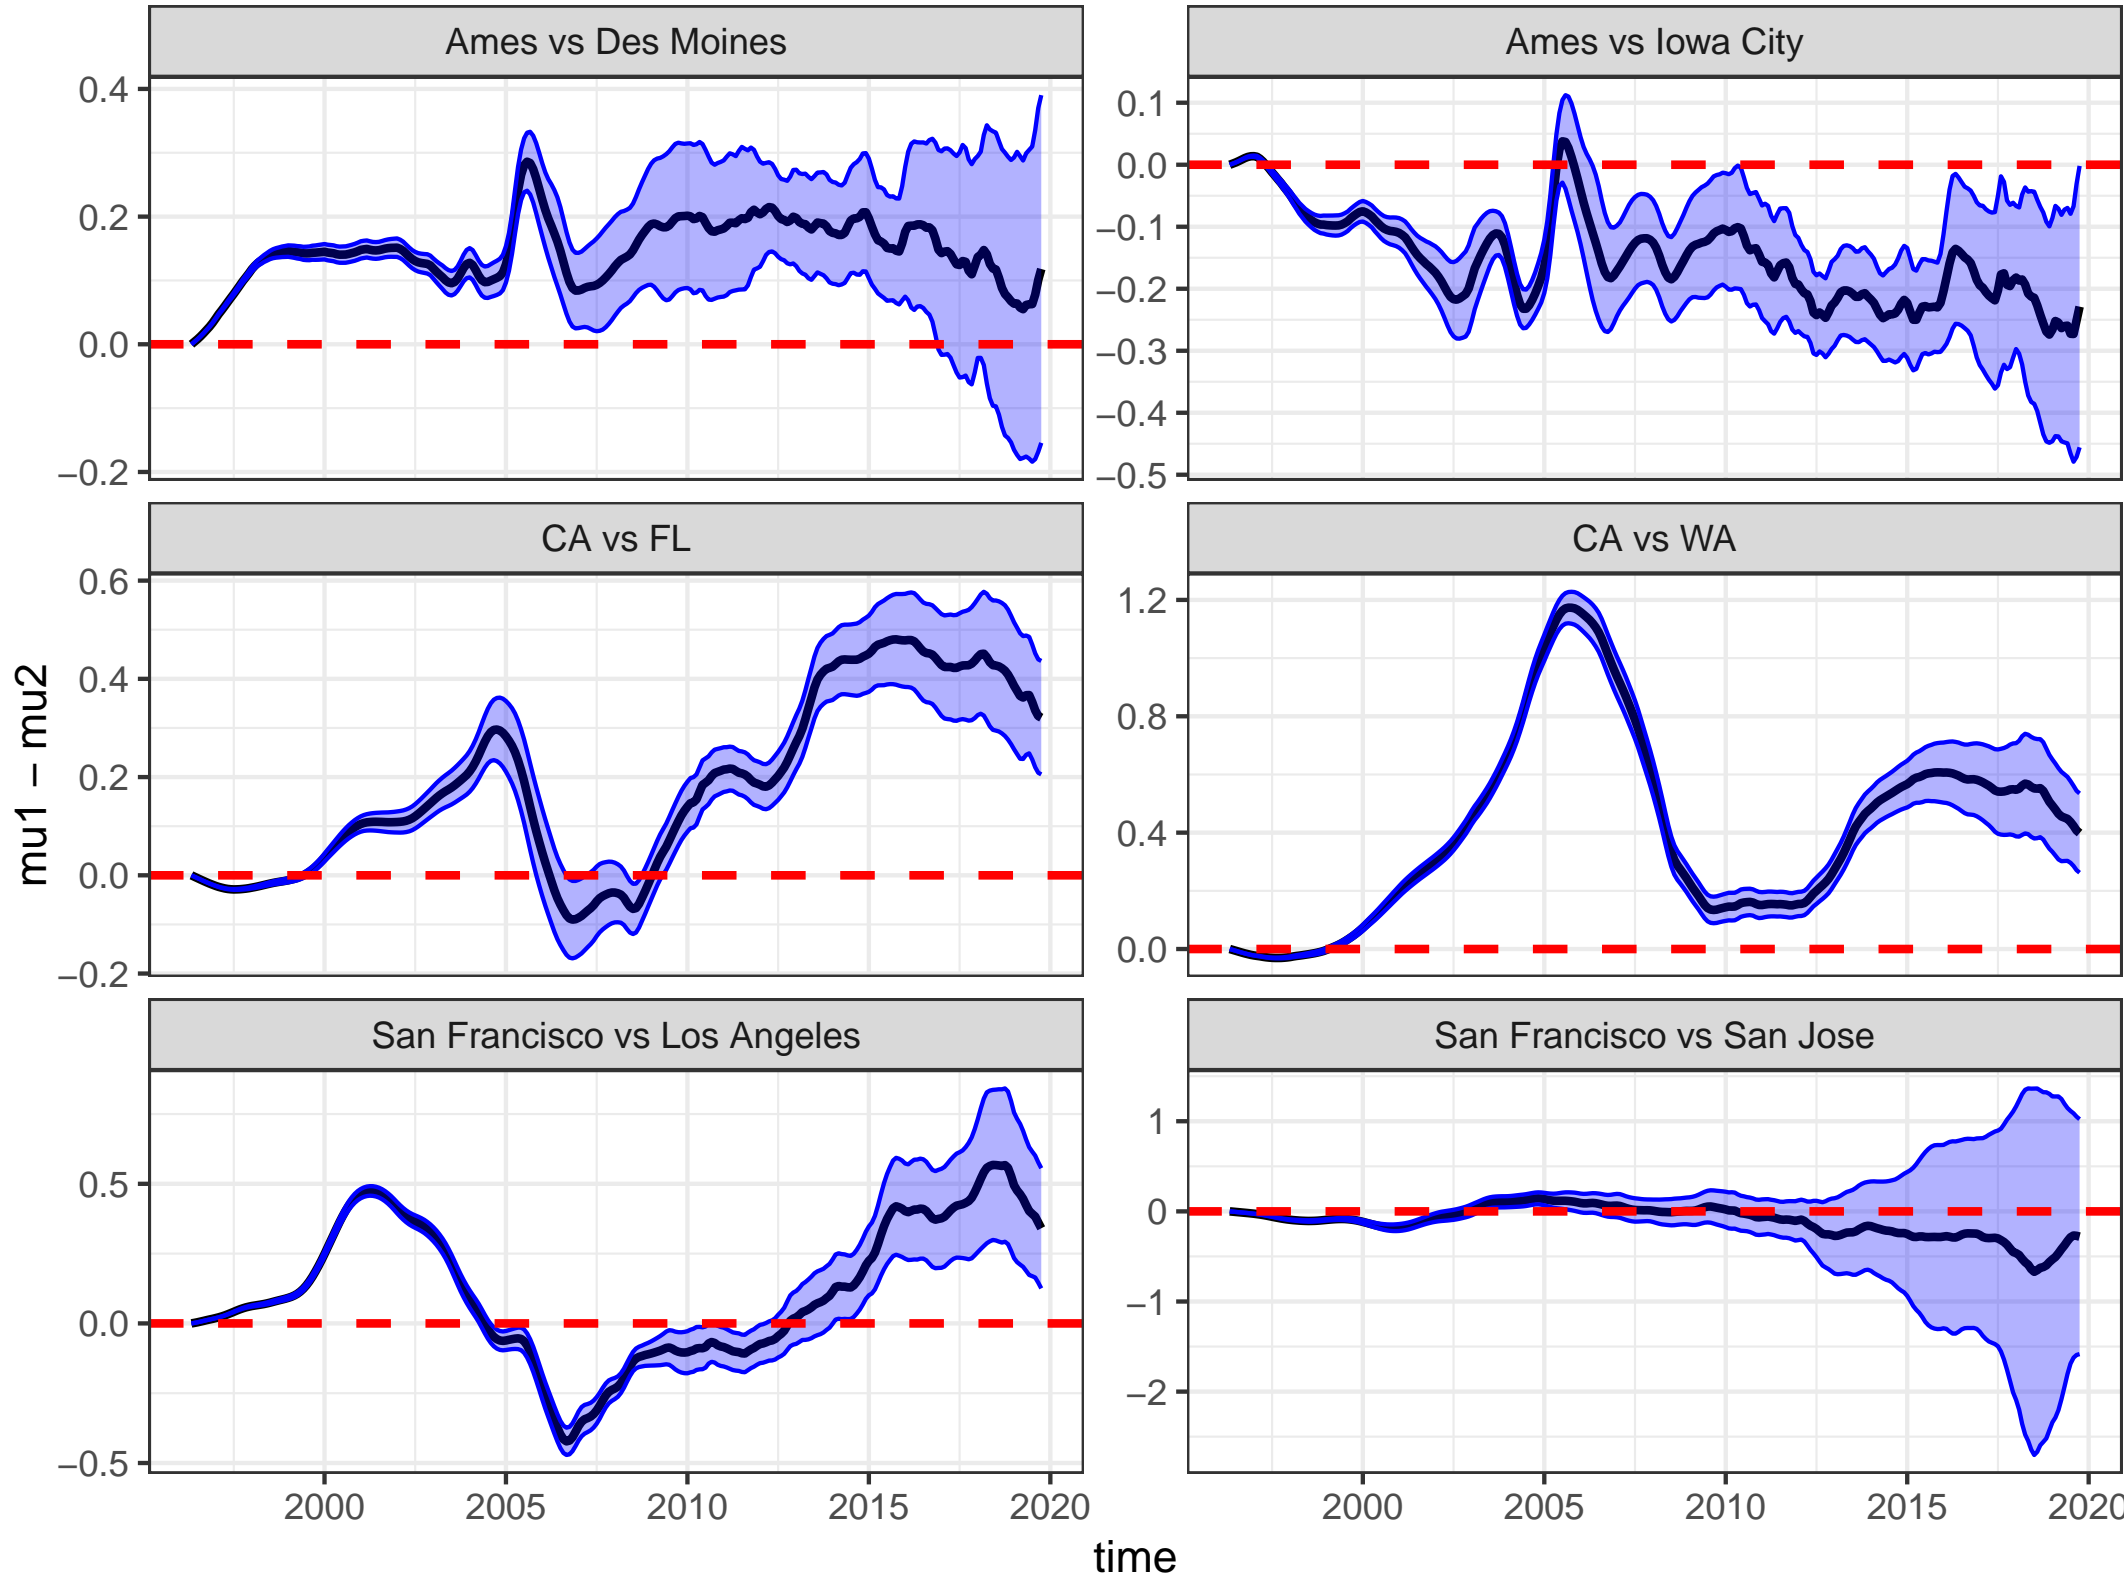 Ames vs Des Moines
Ames vs Iowa City
0.4
0.2
0.0
−0.2
0.1
0.0
−0.1
−0.2
−0.3
−0.4
−0.5
CA vs FL
CA vs WA
0.6
0.4
0.2
0.0
−0.2
1.2
0.8
0.4
0.0
mu1 − mu2
San Francisco vs Los Angeles
San Francisco vs San Jose
0.5
0.0
−0.5
1
0
−1
−2
2000 2005 2010 2015 2020
2000 2005 2010 2015 2020
time